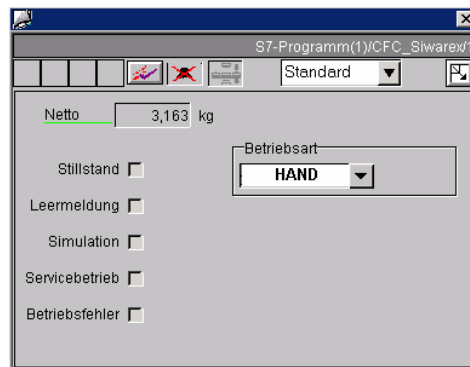 S7-Programm(1)/CFC_Siwarex/
Standard
Netto 3,163 kg
Betriebsart
HAND
Stillstand
Leermeldung
Simulation
Servicebetrieb
Betriebsfehler